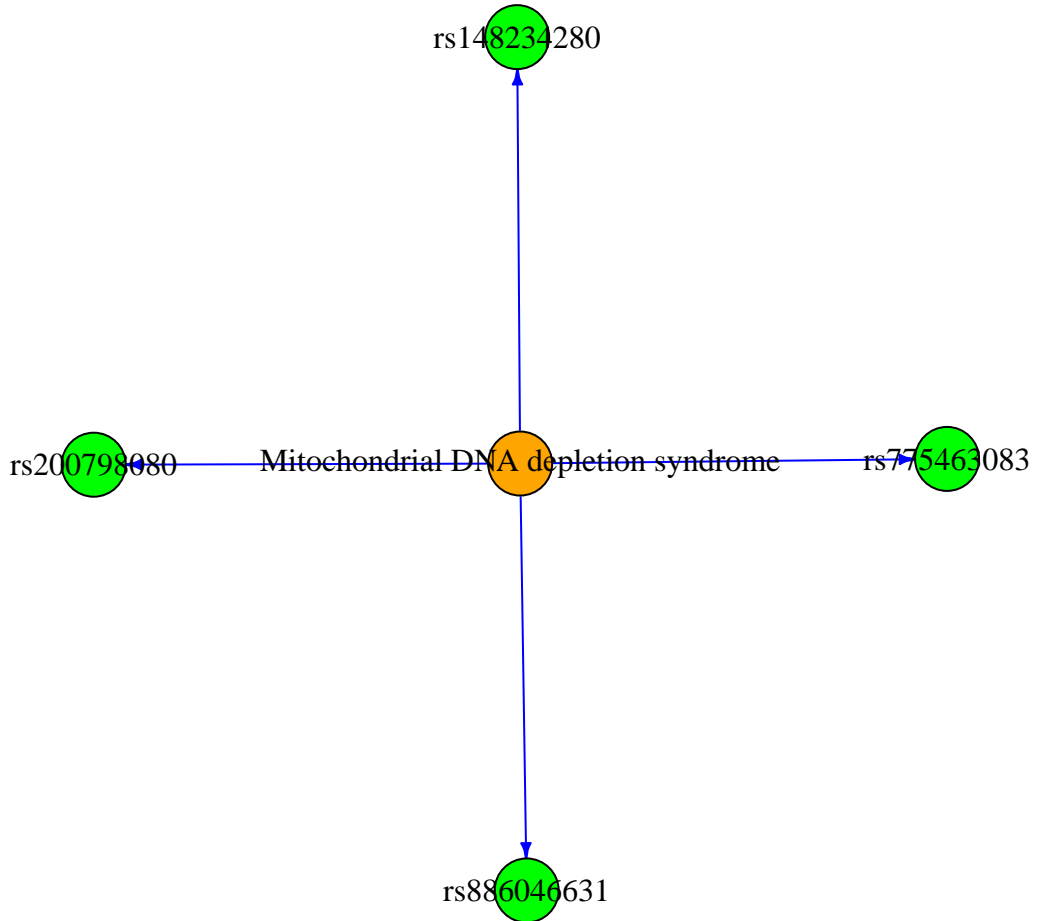 rs148234280
rs200798080
Mitochondrial DNA depletion syndrome
rs775463083
rs886046631